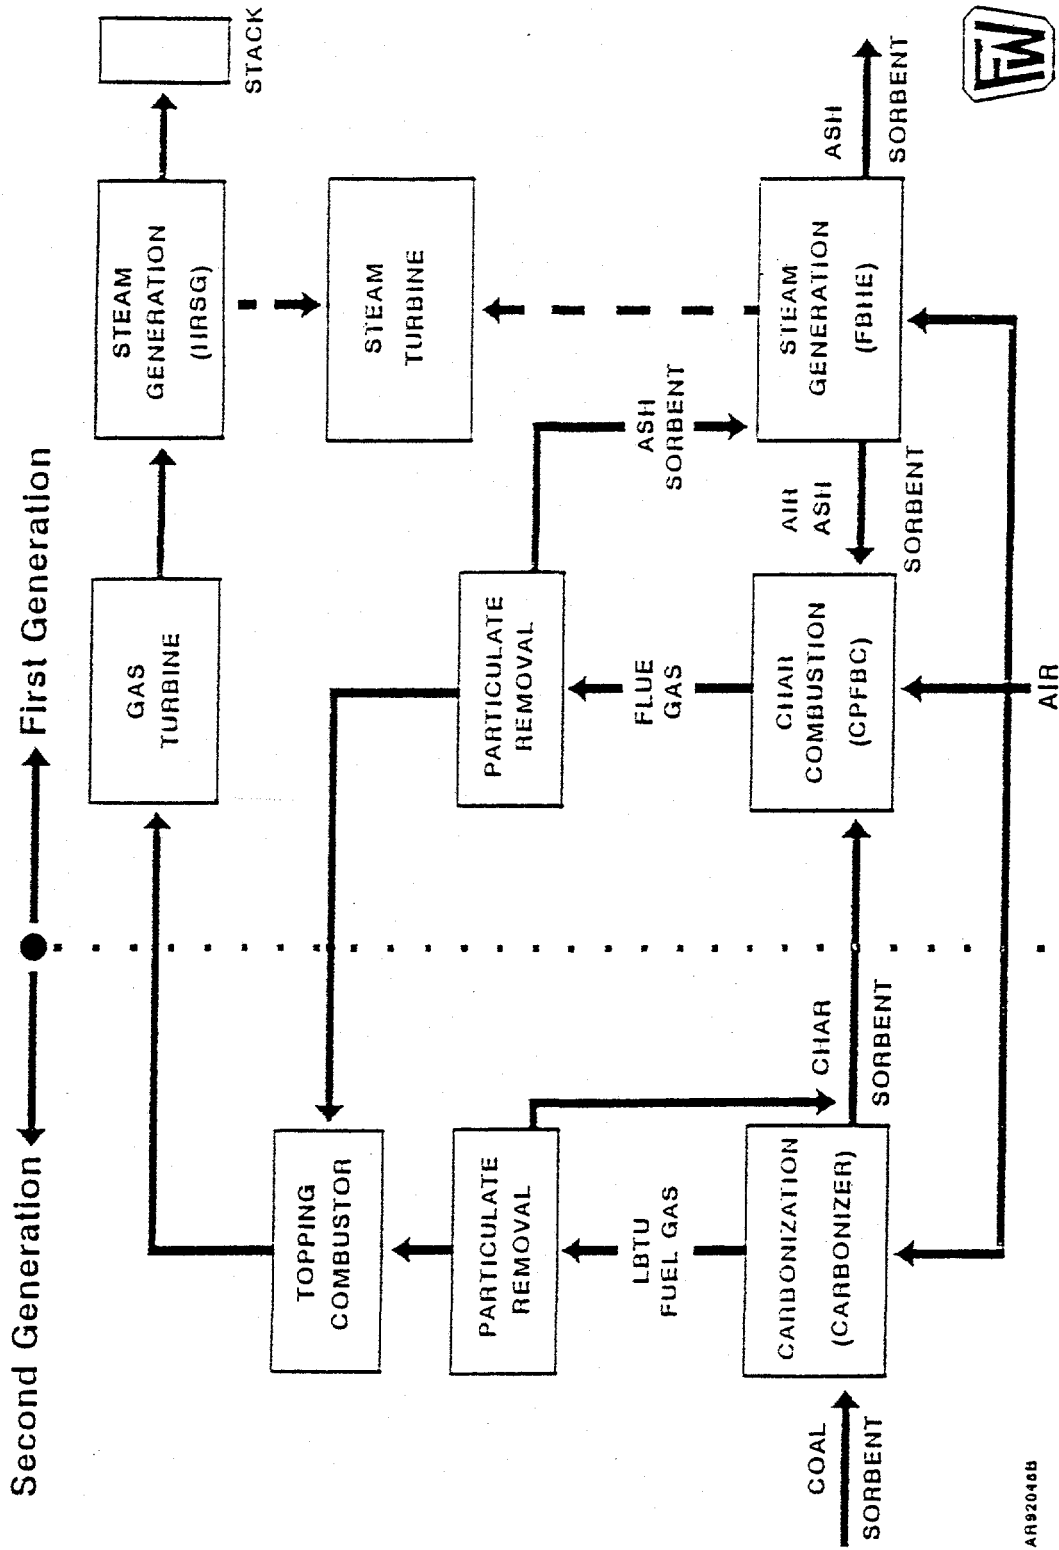 Second Generation
First Generation
STACK
GAS
TURBINE
STEAM
GENERATION
(HRSG)
STEAM
TURBINE
TOPPING
COMBUSTOR
PARTICULATE
REMOVAL
PARTICULATE
REMOVAL
ASH
SORBENT
LBTU
FUEL GAS
FLUE
GAS
CHAR
SORBENT
AIR
ASH
SORBENT
COAL
SORBENT
CARBONIZATION
(CARBONIZER)
CHAR
COMBUSTION
(CPFBC)
STEAM
GENERATION
(FBHE)
ASH
SORBENT
AIR
FW
AR92046B